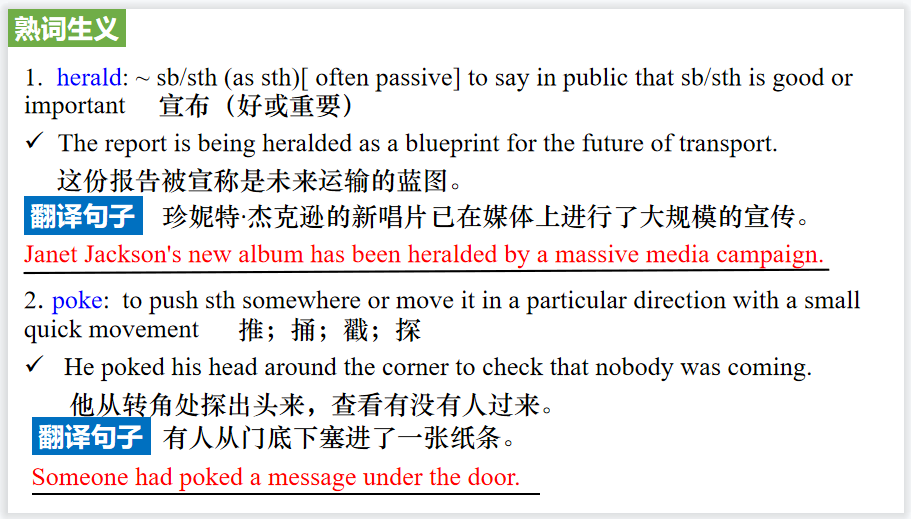 熟词生义
1. herald: ~ sb/sth (as sth)[ often passive] to say in public that sb/sth is good or
important 宣布（好或重要）
✓ The report is being heralded as a blueprint for the future of transport.
这份报告被宣称是未来运输的蓝图。
翻译句子 珍妮特·杰克逊的新唱片已在媒体上进行了大规模的宣传。
Janet Jackson's new album has been heralded by a massive media campaign.
2. poke: to push sth somewhere or move it in a particular direction with a small
quick movement 推；捅；戳；探
✓ He poked his head around the corner to check that nobody was coming.
他从转角处探出头来，查看有没有人过来。
翻译句子 有人从门底下塞进了一张纸条。
Someone had poked a message under the door.